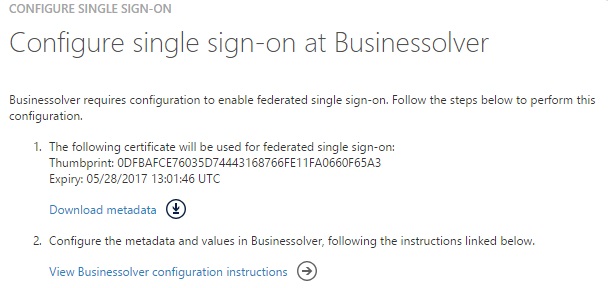 CONFIGURE SINGLE SIGN-ON
Configure single sign-on at Businessolver
Businessolver requires configuration to enable federated single sign-on. Follow the steps below to perform this
configuration.
1. The following certificate will be used for federated single sign-on:
Thumbprint: 0DFBAFCE76035D74443168766FE11FA0660F65A3
Expiry: 05/28/2017 13:01:46 UTC
Download metadata
2. Configure the metadata and values in Businessolver, following the instructions linked below.
View Businessolver configuration instructions